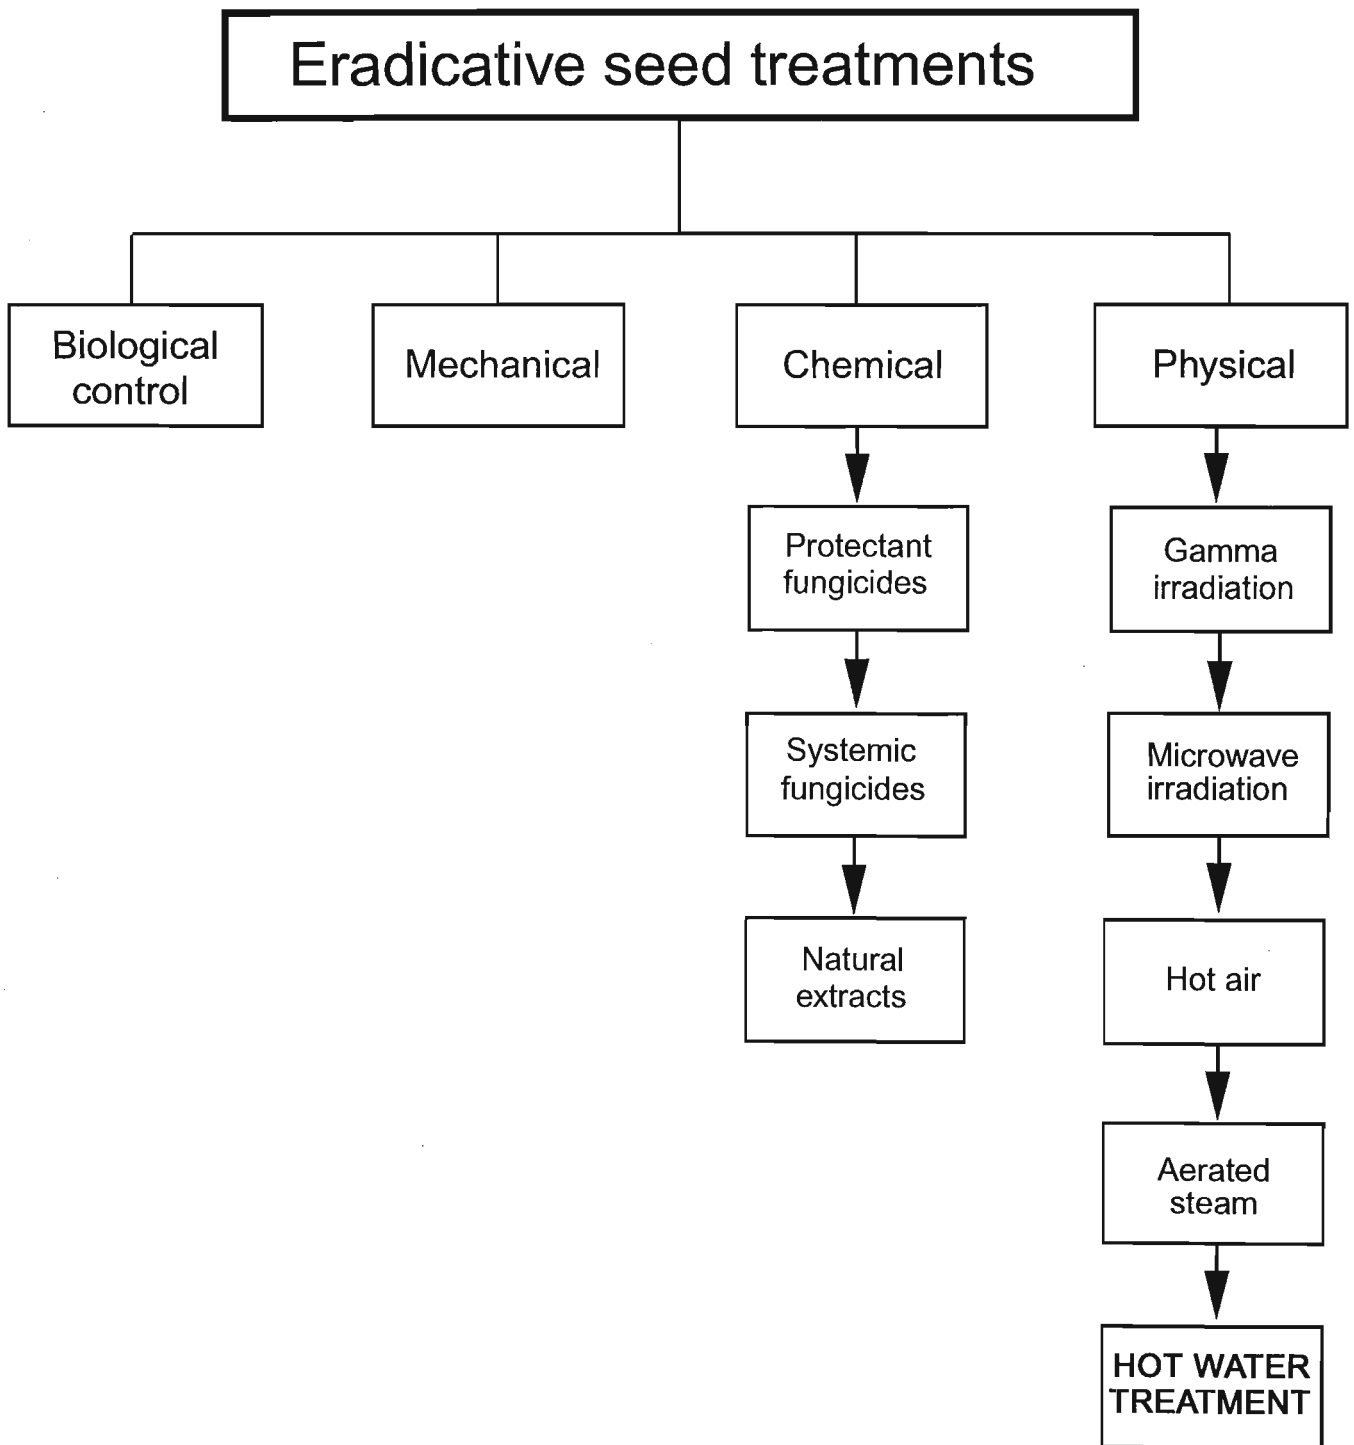 Eradicative seed treatments
Biological
control
Mechanical
Chemical
Physical
Protectant
fungicides
Gamma
irradiation
Systemic
fungicides
Microwave
irradiation
Natural
extracts
Hot air
Aerated
steam
HOT WATER
TREATMENT